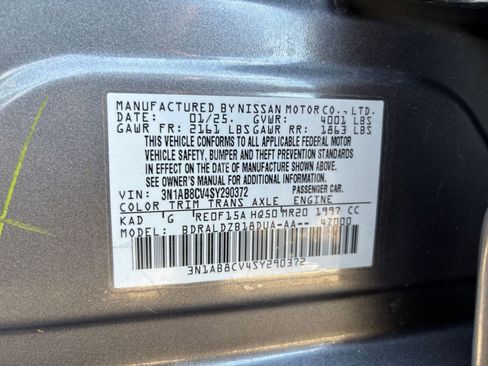 MANUFACTURED BY NISSAN MOTOR CO., LTD.
DATE: 01/25. GVWR: 4001 LBS
GAWR FR: 2161 LBS GAWR RR: 1863 LBS
THIS VEHICLE CONFORMS TO ALL APPLICABLE FEDERAL MOTOR
VEHICLE SAFETY, BUMPER AND THEFT PREVENTION STANDARDS
IN EFFECT ON THE DATE OF MANUFACTURE SHOWN ABOVE.
SEE OWNER'S MANUAL FOR ADDITIONAL INFORMATION.
VIN: 3N1AB8CV4SY290372 PASSENGER CAR.
COLOR TRIM TRANS AXLE ENGINE
KAD G RE0F15A HQ50 MR20 1997 CC
MODEL: BDRALDZB18DUA-AA-- 4Z000
3N1AB8CV4SY290372